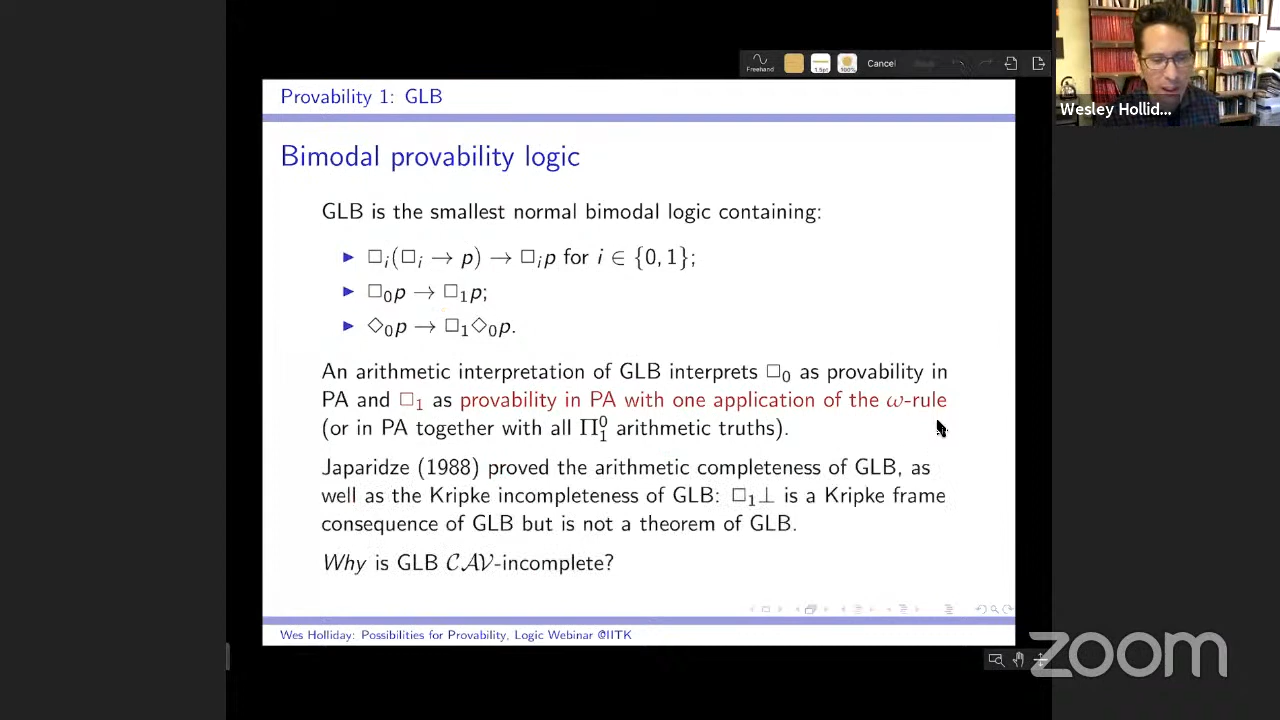 Freehand
1.5pt
100%
Cancel
Provability 1: GLB
Wesley Hollid...
Bimodal provability logic
GLB is the smallest normal bimodal logic containing:
▶ □ᵢ(□ᵢ → p) → □ᵢp for i ∈ {0, 1};
▶ □₀p → □₁p;
▶ ◇₀p → □₁◇₀p.
An arithmetic interpretation of GLB interprets □₀ as provability in
PA and □₁ as provability in PA with one application of the ω-rule
(or in PA together with all Π⁰₁ arithmetic truths).
Japaridze (1988) proved the arithmetic completeness of GLB, as
well as the Kripke incompleteness of GLB: □₁⊥ is a Kripke frame
consequence of GLB but is not a theorem of GLB.
Why is GLB 𝒞𝒜𝒱-incomplete?
Wes Holliday: Possibilities for Provability, Logic Webinar @IITK
zoom